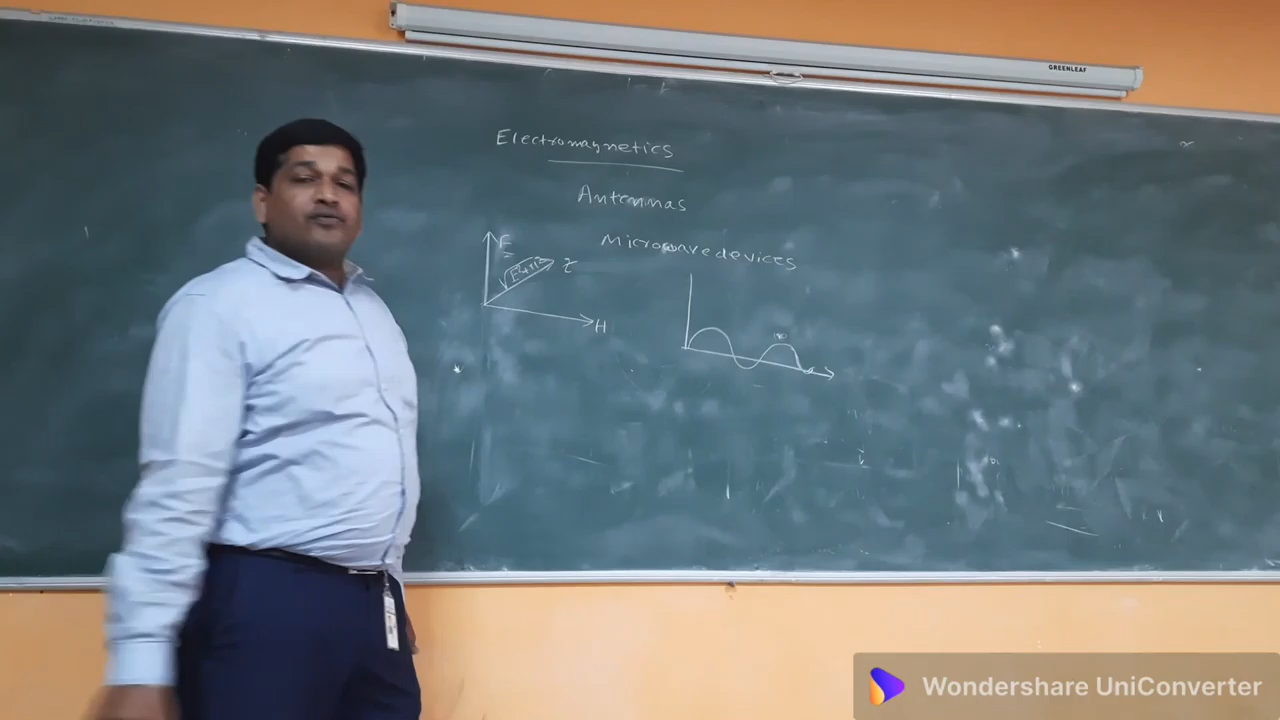 GREENLEAF
Electromagnetics
Antennas
Microwave devices
E
H
Wondershare UniConverter